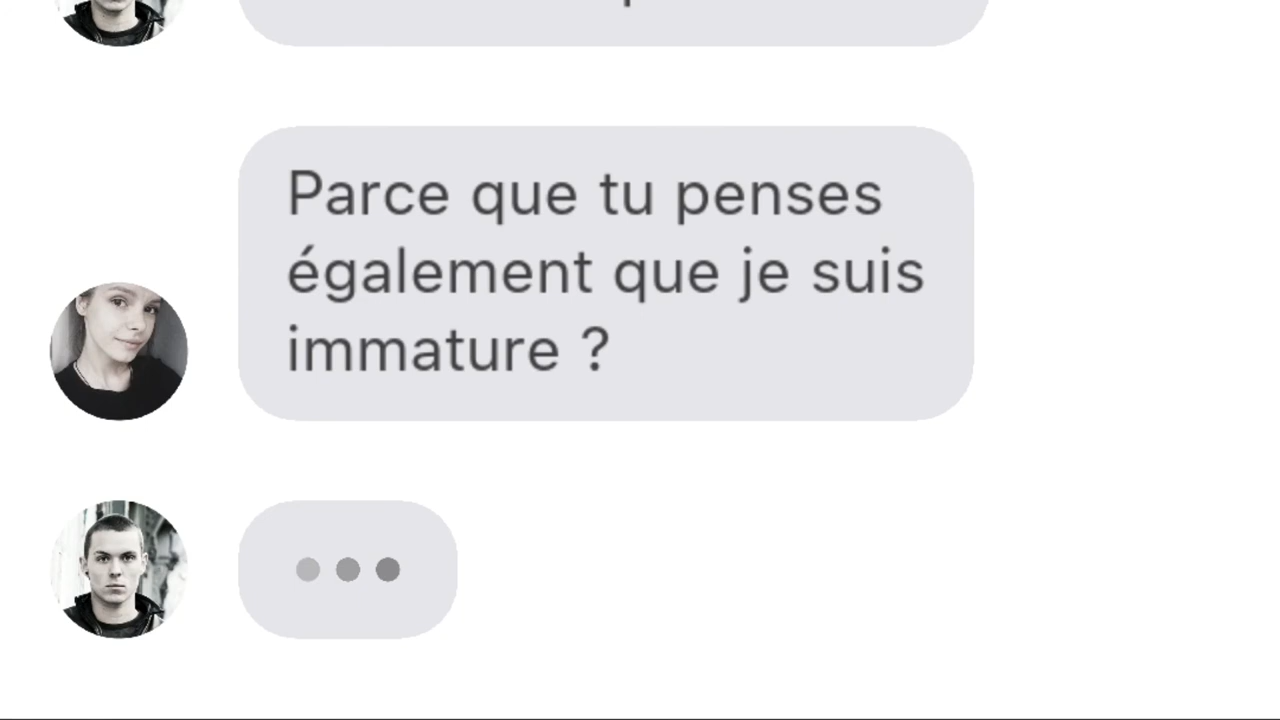 Parce que tu penses
également que je suis
immature ?